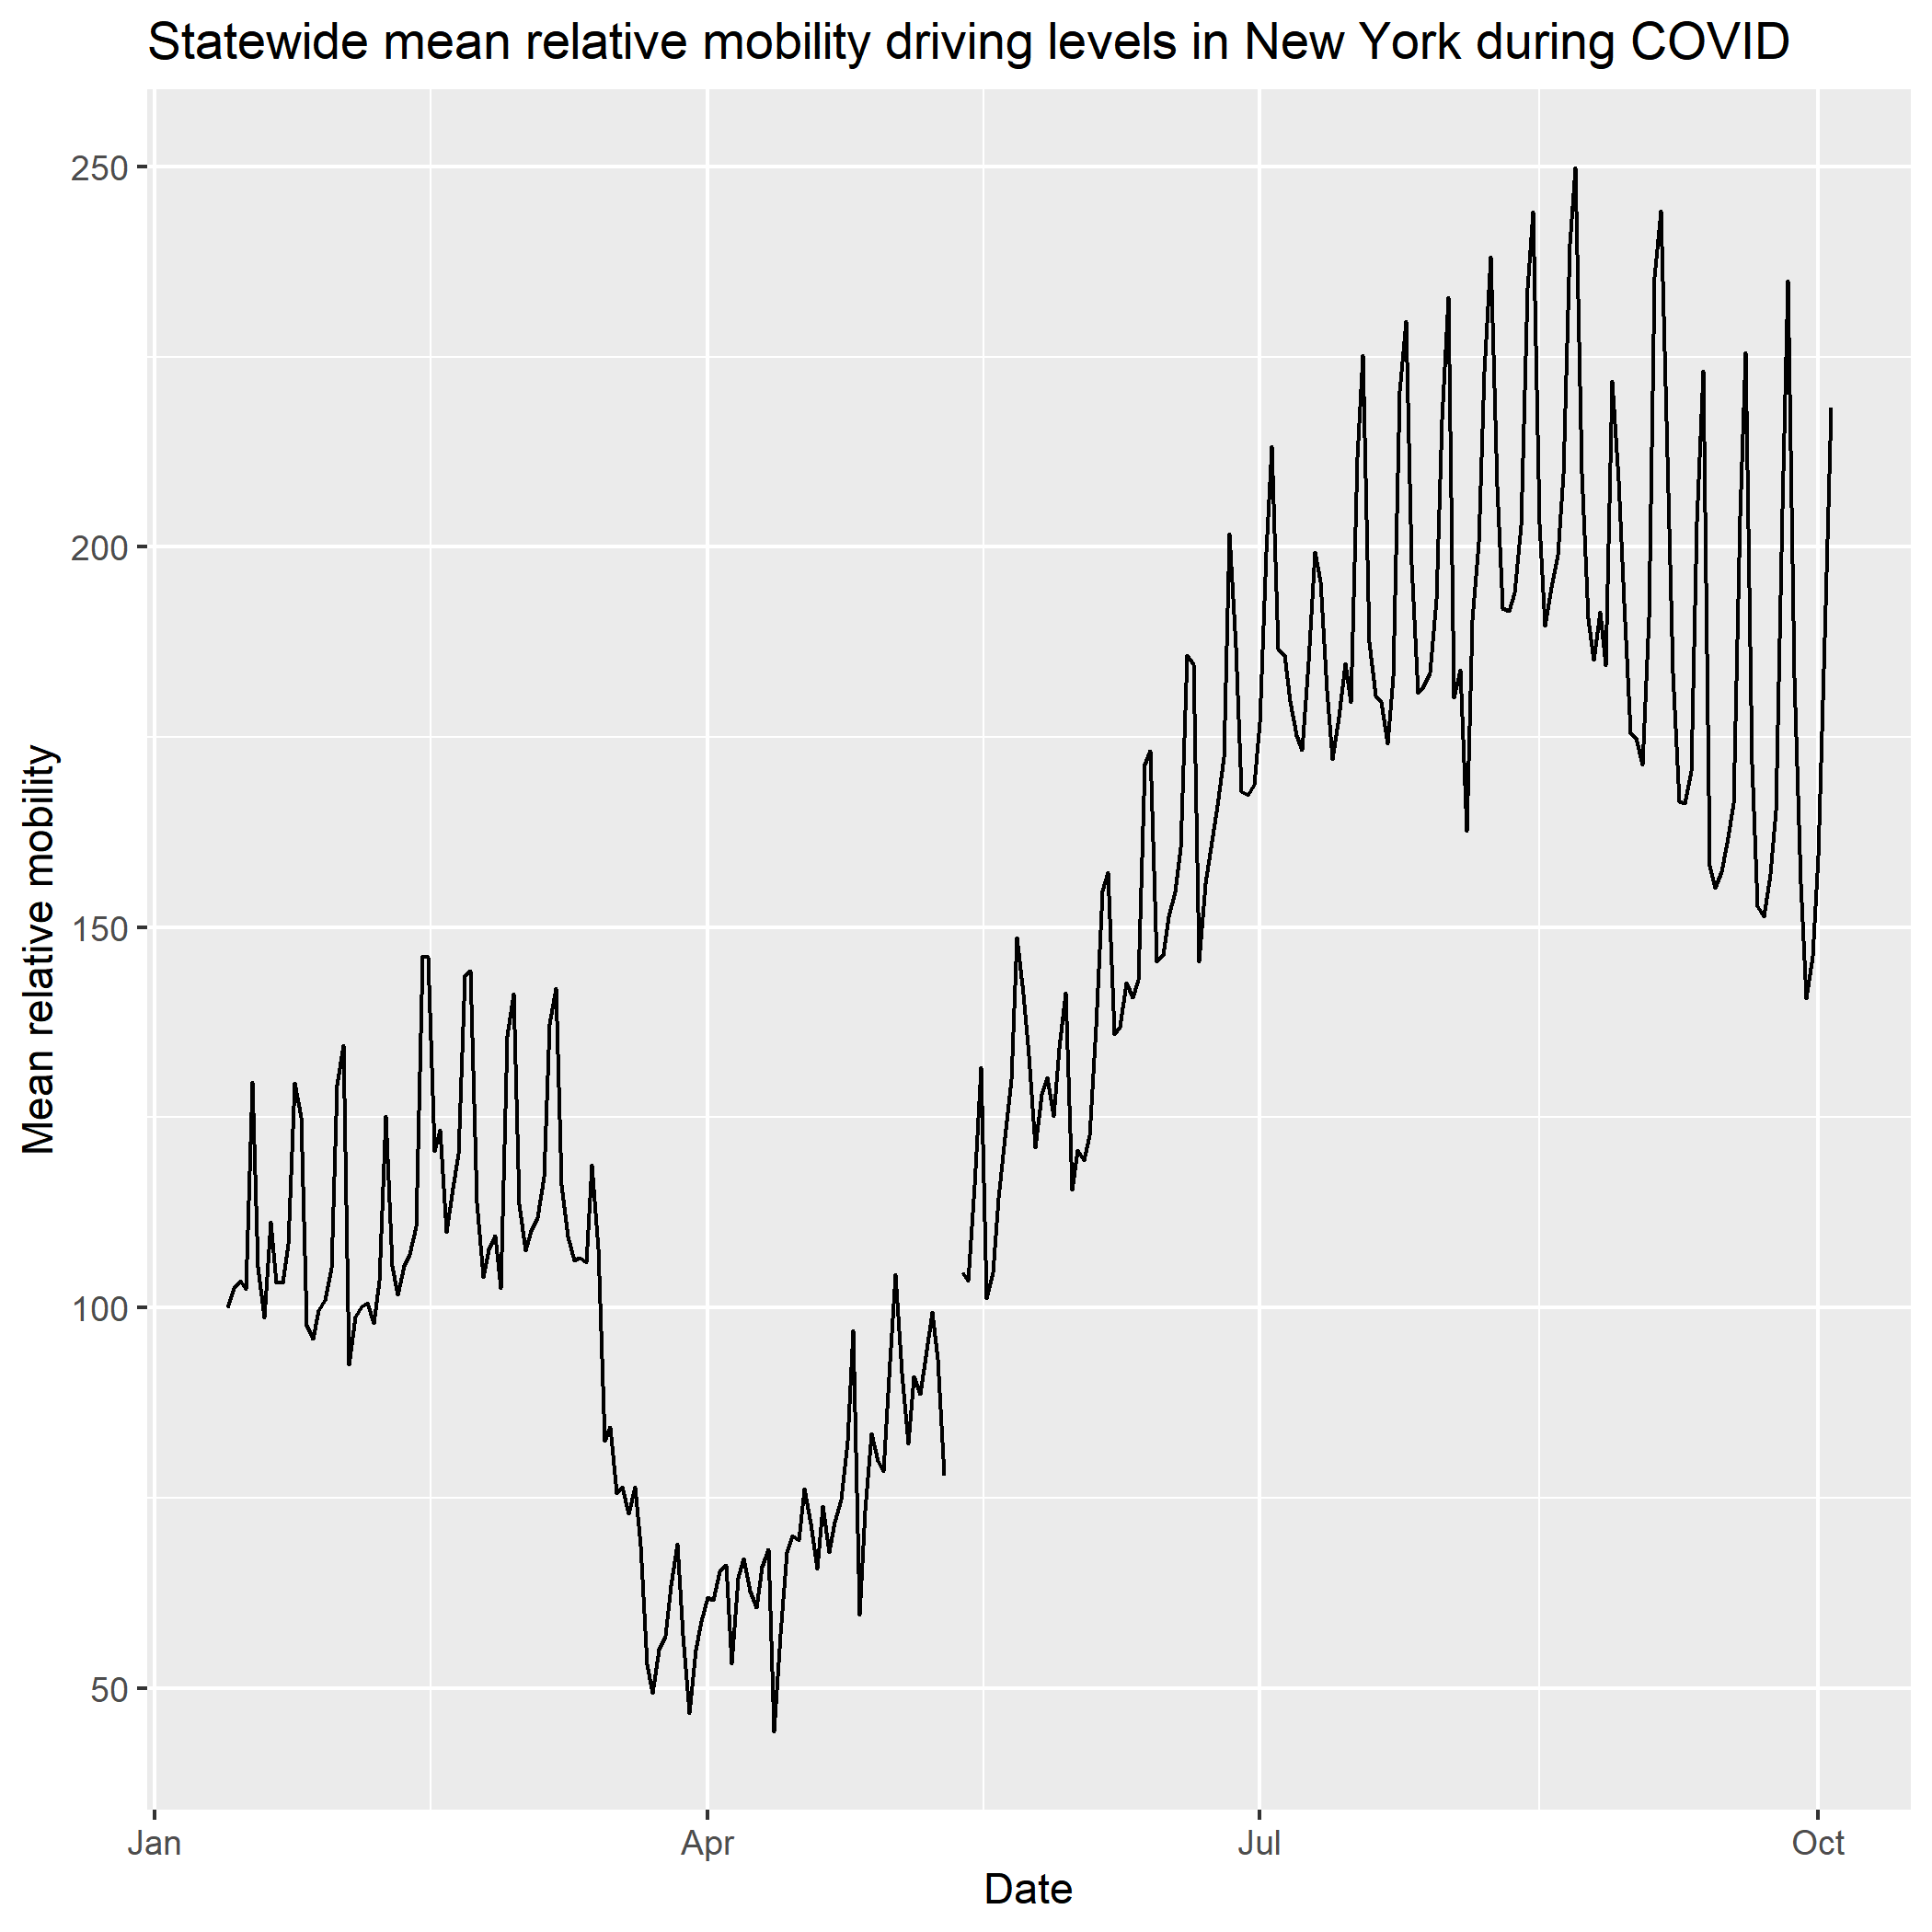 Statewide mean relative mobility driving levels in New York during COVID
250
200
150
100
50
Mean relative mobility
Jan
Apr
Jul
Oct
Date